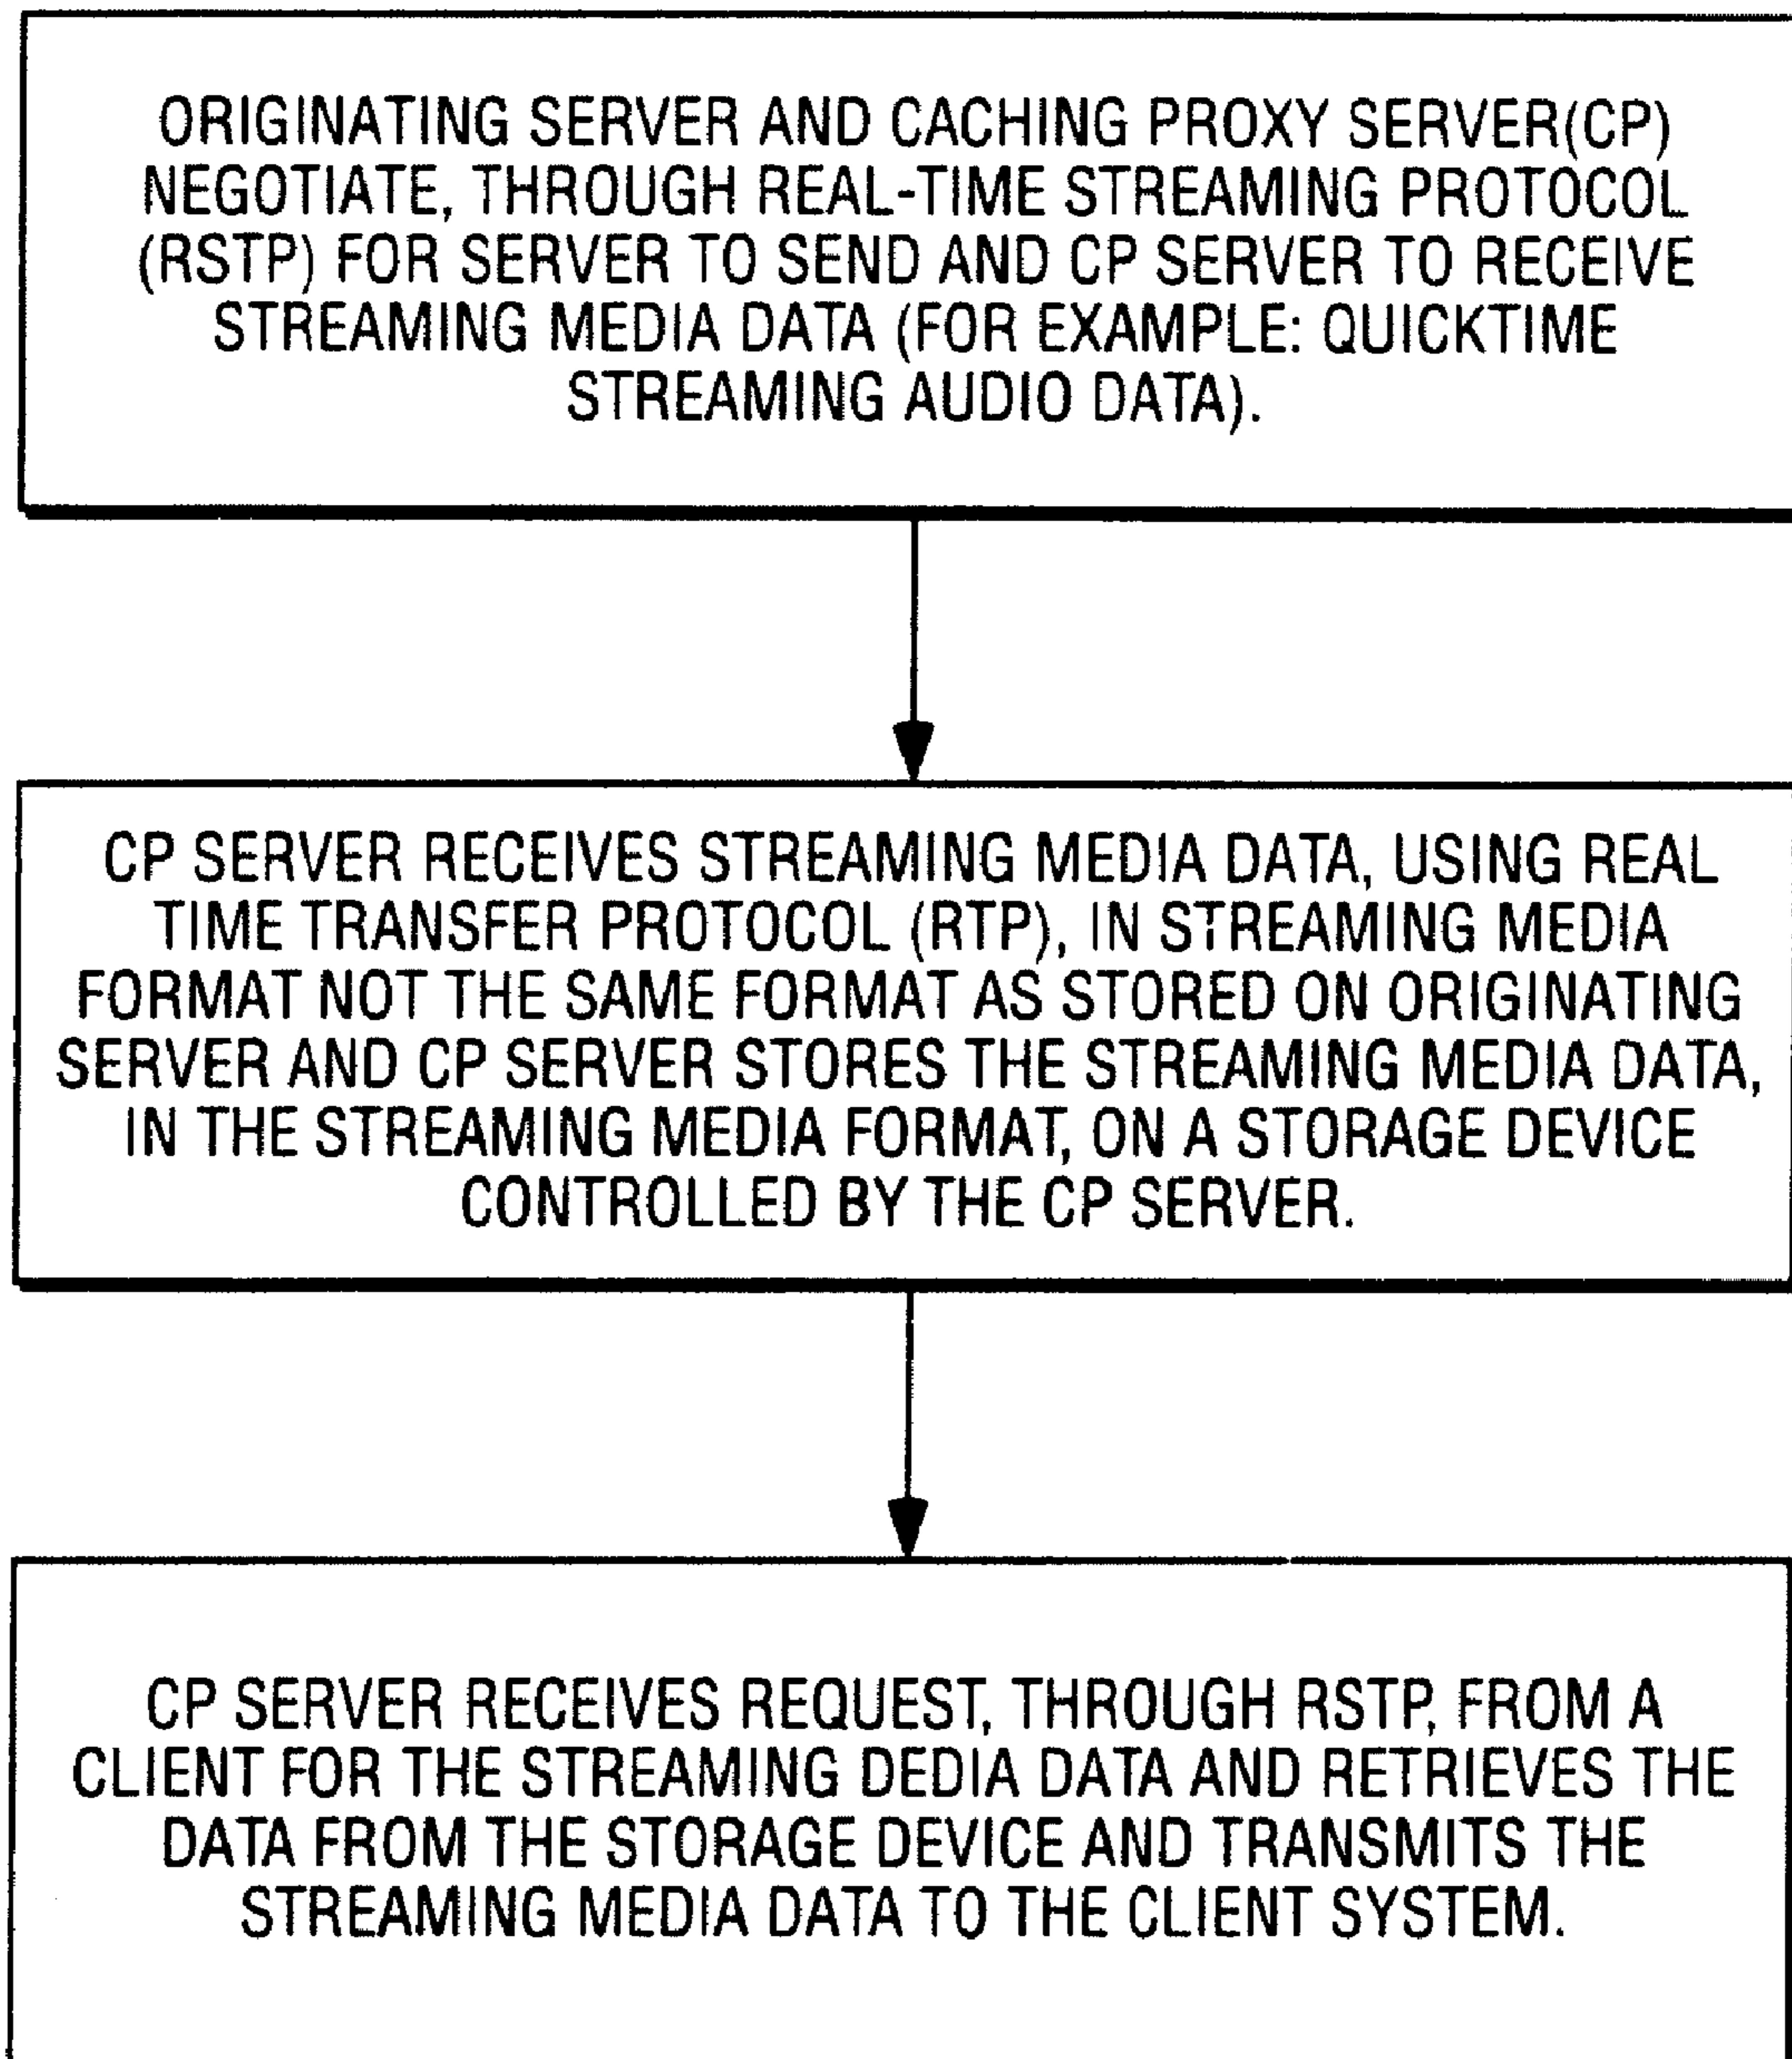 ORIGINATING SERVER AND CACHING PROXY SERVER(CP)
NEGOTIATE, THROUGH REAL-TIME STREAMING PROTOCOL
(RSTP) FOR SERVER TO SEND AND CP SERVER TO RECEIVE
STREAMING MEDIA DATA (FOR EXAMPLE: QUICKTIME
STREAMING AUDIO DATA).
CP SERVER RECEIVES STREAMING MEDIA DATA, USING REAL
TIME TRANSFER PROTOCOL (RTP), IN STREAMING MEDIA
FORMAT NOT THE SAME FORMAT AS STORED ON ORIGINATING
SERVER AND CP SERVER STORES THE STREAMING MEDIA DATA,
IN THE STREAMING MEDIA FORMAT, ON A STORAGE DEVICE
CONTROLLED BY THE CP SERVER.
CP SERVER RECEIVES REQUEST, THROUGH RSTP, FROM A
CLIENT FOR THE STREAMING DEDIA DATA AND RETRIEVES THE
DATA FROM THE STORAGE DEVICE AND TRANSMITS THE
STREAMING MEDIA DATA TO THE CLIENT SYSTEM.